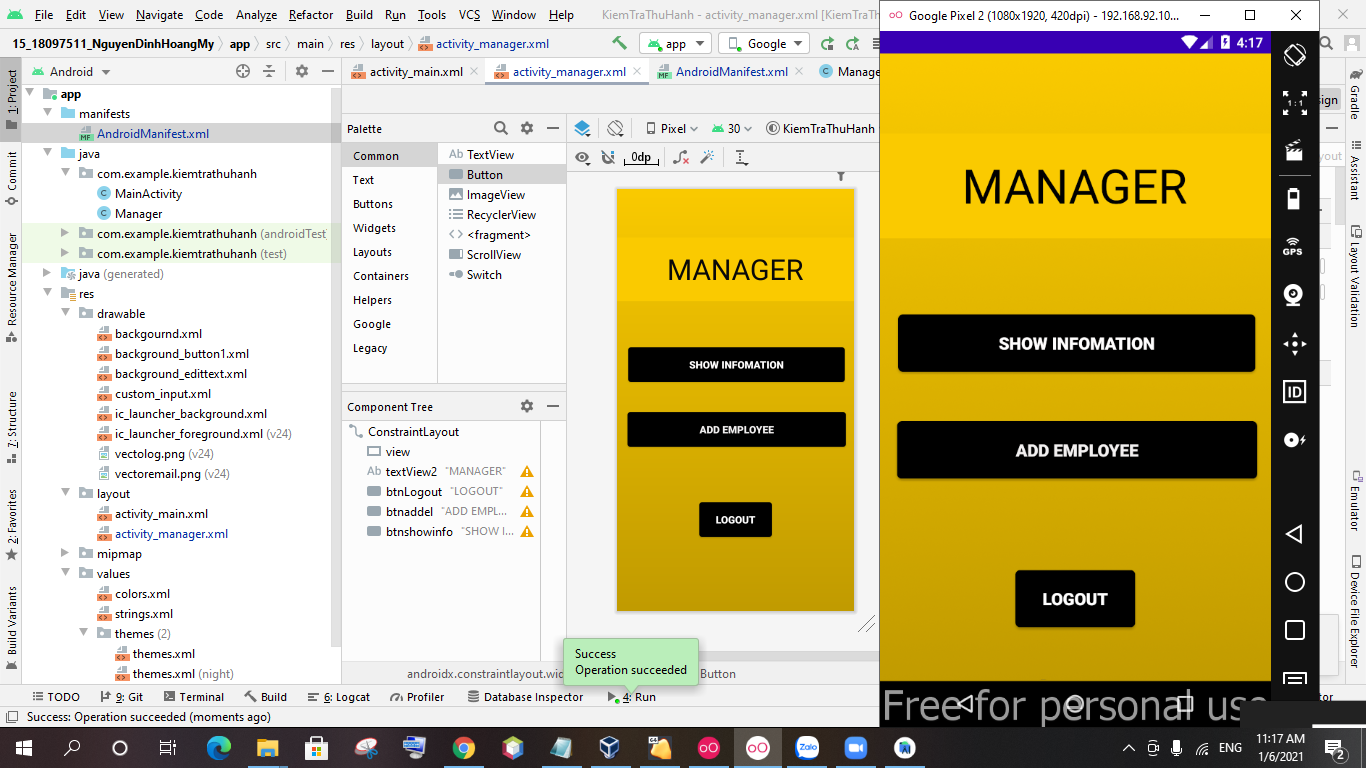 File Edit View Navigate Code Analyze Refactor Build Run Tools VCS Window Help KiemTraThuHanh - activity_manager.xml [KiemTraTh
Google Pixel 2 (1080x1920, 420dpi) - 192.168.92.10...
15_18097511_NguyenDinhHoangMy app src main res layout activity_manager.xml app Google
4:17
1: Project
Commit
Resource Manager
7: Structure
2: Favorites
Build Variants
Android
app
manifests
AndroidManifest.xml
java
com.example.kiemtrathuhanh
MainActivity
Manager
com.example.kiemtrathuhanh (androidTest
com.example.kiemtrathuhanh (test)
java (generated)
res
drawable
backgournd.xml
background_button1.xml
background_edittext.xml
custom_input.xml
ic_launcher_background.xml
ic_launcher_foreground.xml (v24)
vectolog.png (v24)
vectoremail.png (v24)
layout
activity_main.xml
activity_manager.xml
mipmap
values
colors.xml
strings.xml
themes (2)
themes.xml
themes.xml (night)
activity_main.xml activity_manager.xml AndroidManifest.xml Manage
Palette
Common
Text
Buttons
Widgets
Layouts
Containers
Helpers
Google
Legacy
Ab TextView
Button
ImageView
RecyclerView
<fragment>
ScrollView
Switch
Component Tree
ConstraintLayout
view
Ab textView2 "MANAGER"
btnLogout "LOGOUT"
btnaddel "ADD EMPL...
btnshowinfo "SHOW I...
Pixel 30 KiemTraThuHanh
0dp
MANAGER
SHOW INFOMATION
ADD EMPLOYEE
LOGOUT
MANAGER
SHOW INFOMATION
ADD EMPLOYEE
LOGOUT
Free for personal use
1:1
GPS
ID
sign
Gradle
Assistant
Layout Validation
Emulator
Device File Explorer
Success
Operation succeeded
androidx.constraintlayout.wid
Button
TODO 9: Git Terminal Build 6: Logcat Profiler Database Inspector 4: Run
Success: Operation succeeded (moments ago)
Zalo
ENG
11:17 AM
1/6/2021
2